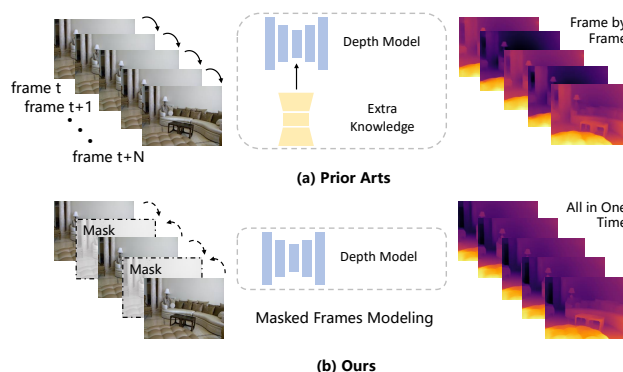 Frame by
Frame
Depth Model
frame t
frame t+1
Extra
Knowledge
frame t+N
(a) Prior Arts
All in One
Time
Mask
Mask
Depth Model
Masked Frames Modeling
(b) Ours